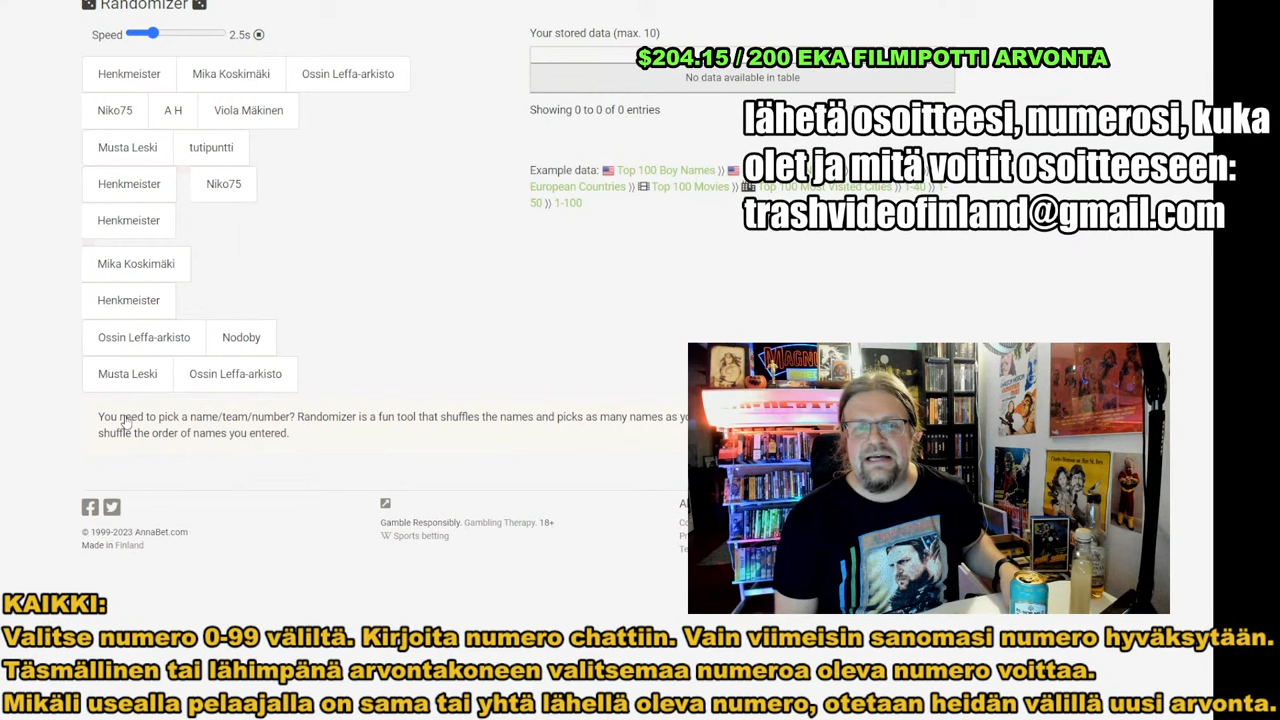 Randomizer
Speed 2.5s
Henkmeister Mika Koskimäki Ossin Leffa-arkisto
Niko75 A H Viola Mäkinen
Musta Leski tutipuntti
Henkmeister Niko75
Henkmeister
Mika Koskimäki
Henkmeister
Ossin Leffa-arkisto Nodoby
Musta Leski Ossin Leffa-arkisto
You need to pick a name/team/number? Randomizer is a fun tool that shuffles the names and picks as many names as
shuffle the order of names you entered.
Your stored data (max. 10)
No data available in table
Showing 0 to 0 of 0 entries
Example data: Top 100 Boy Names ⟩⟩
European Countries ⟩⟩ Top 100 Movies ⟩⟩ Top 100 Most Visited Cities ⟩⟩ 1-40 ⟩⟩ 1-
50 ⟩⟩ 1-100
$204.15 / 200 EKA FILMIPOTTI ARVONTA
lähetä osoitteesi, numerosi, kuka
olet ja mitä voitit osoitteeseen:
trashvideofinland@gmail.com
© 1999-2023 AnnaBet.com
Made in Finland
Gamble Responsibly. Gambling Therapy. 18+
Sports betting
KAIKKI:
Valitse numero 0-99 väliltä. Kirjoita numero chattiin. Vain viimeisin sanomasi numero hyväksytään.
Täsmällinen tai lähimpänä arvontakoneen valitsemaa numeroa oleva numero voittaa.
Mikäli usealla pelaajalla on sama tai yhtä lähellä oleva numero, otetaan heidän välillä uusi arvonta.